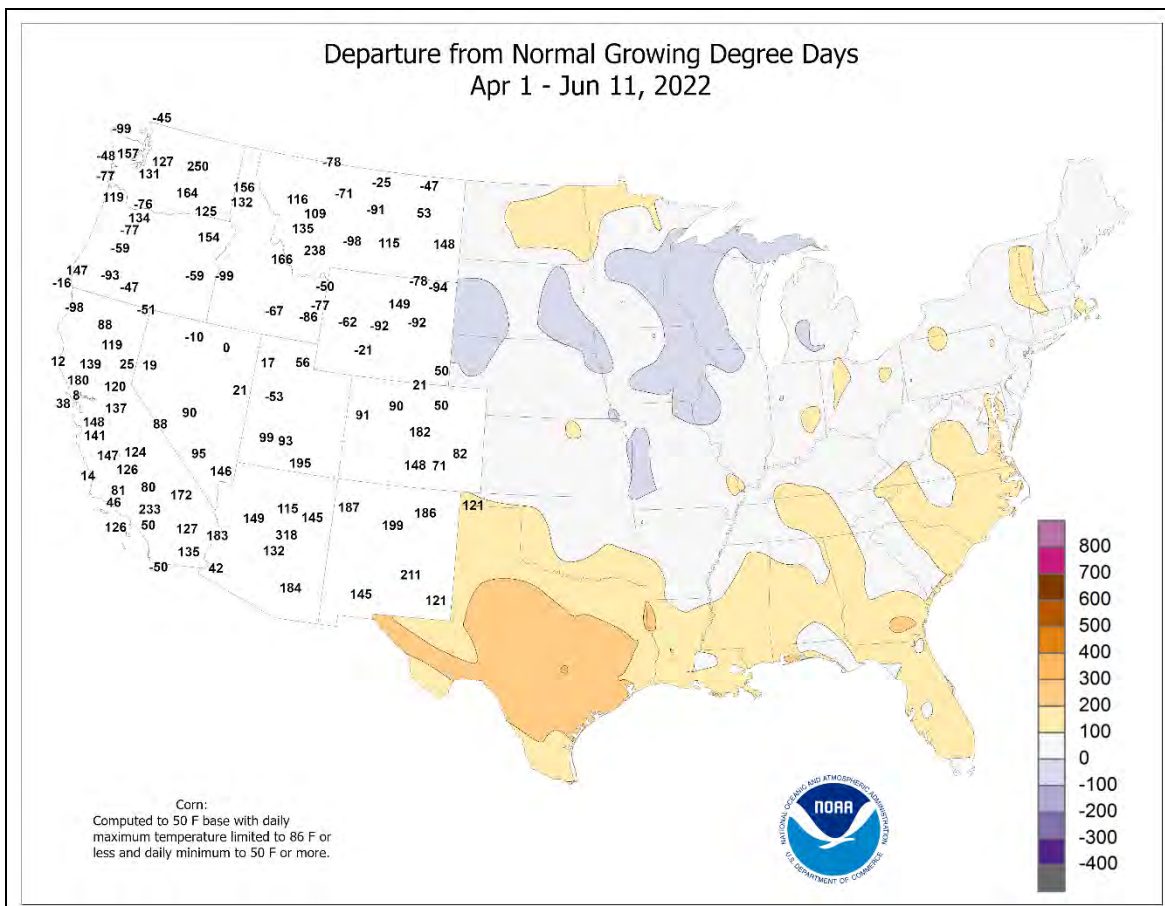 Departure from Normal Growing Degree Days
Apr 1 - Jun 11, 2022
-45
-99
-48 157 127 250 -78
-77 131 -25 -47
119 -76 164 156 116 -71
134 125 132 109 -91 53
-77 135
-59 154 238 -98 115 148
166
147 -93 -59 -99 -50 -78 -94
-16 -47 -77 149
-98 -51 -67 -86 -62 -92 -92
88 -10
119 0 -21
12 139 25 19 17 56 50
180 120 21 21
8 -53
38 137 90 91 90 50
148 88 182
141 99 93
147 124 95 82
126 146 195 148 71
14
81 80 172 187 186 121
46 233 149 115 145 199
126 50 127 183 318
135 132
-50 42 211
184 145 121
800
700
600
500
400
300
200
100
0
-100
-200
-300
-400
Corn:
Computed to 50 F base with daily
maximum temperature limited to 86 F or
less and daily minimum to 50 F or more.
NATIONAL OCEANIC AND ATMOSPHERIC ADMINISTRATION
NOAA
U.S. DEPARTMENT OF COMMERCE